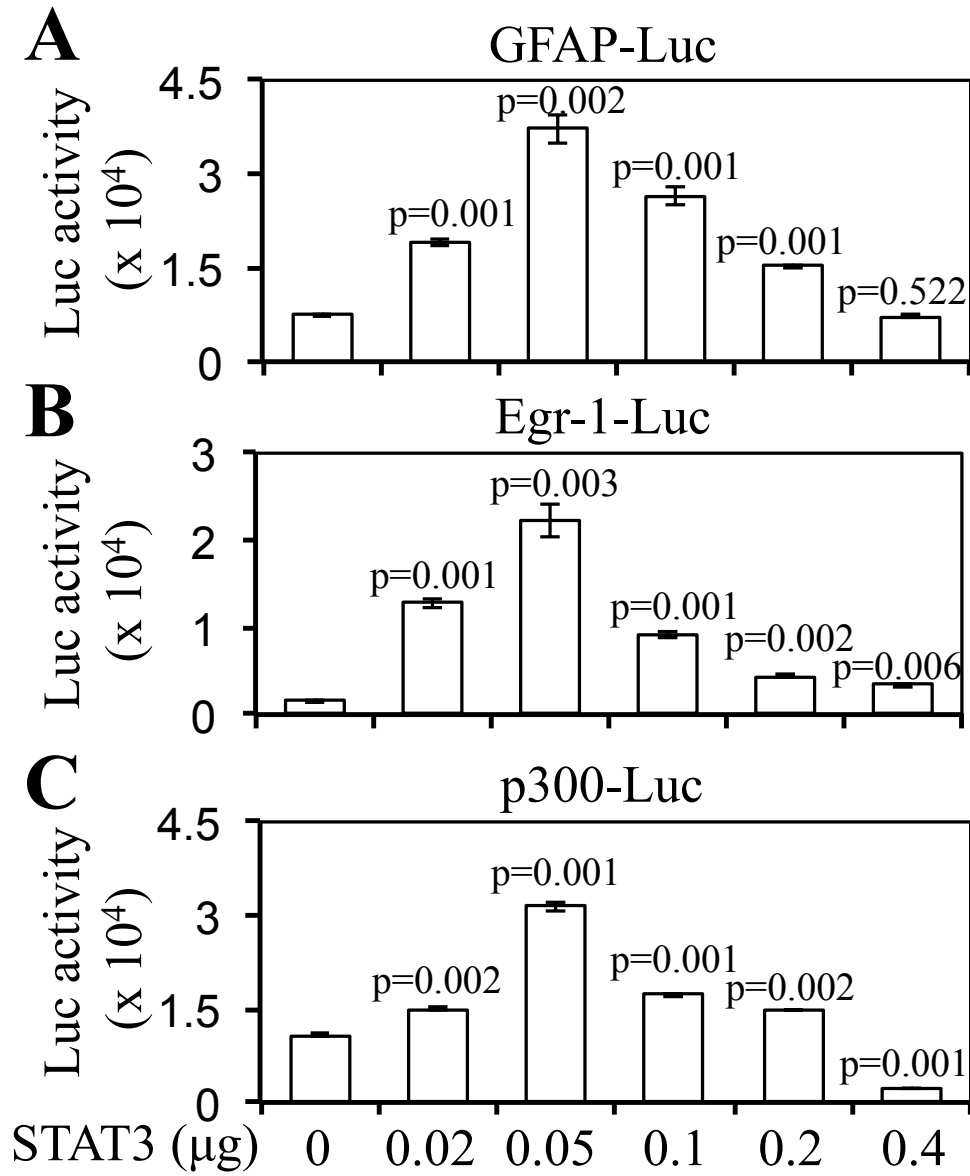 A
GFAP-Luc
Luc activity
(x 10⁴)
4.5
3
1.5
0
p=0.001
p=0.002
p=0.001
p=0.001
p=0.522
B
Egr-1-Luc
Luc activity
(x 10⁴)
3
2
1
0
p=0.001
p=0.003
p=0.001
p=0.002
p=0.006
C
p300-Luc
Luc activity
(x 10⁴)
4.5
3
1.5
0
p=0.002
p=0.001
p=0.001
p=0.002
p=0.001
STAT3 (μg) 0 0.02 0.05 0.1 0.2 0.4